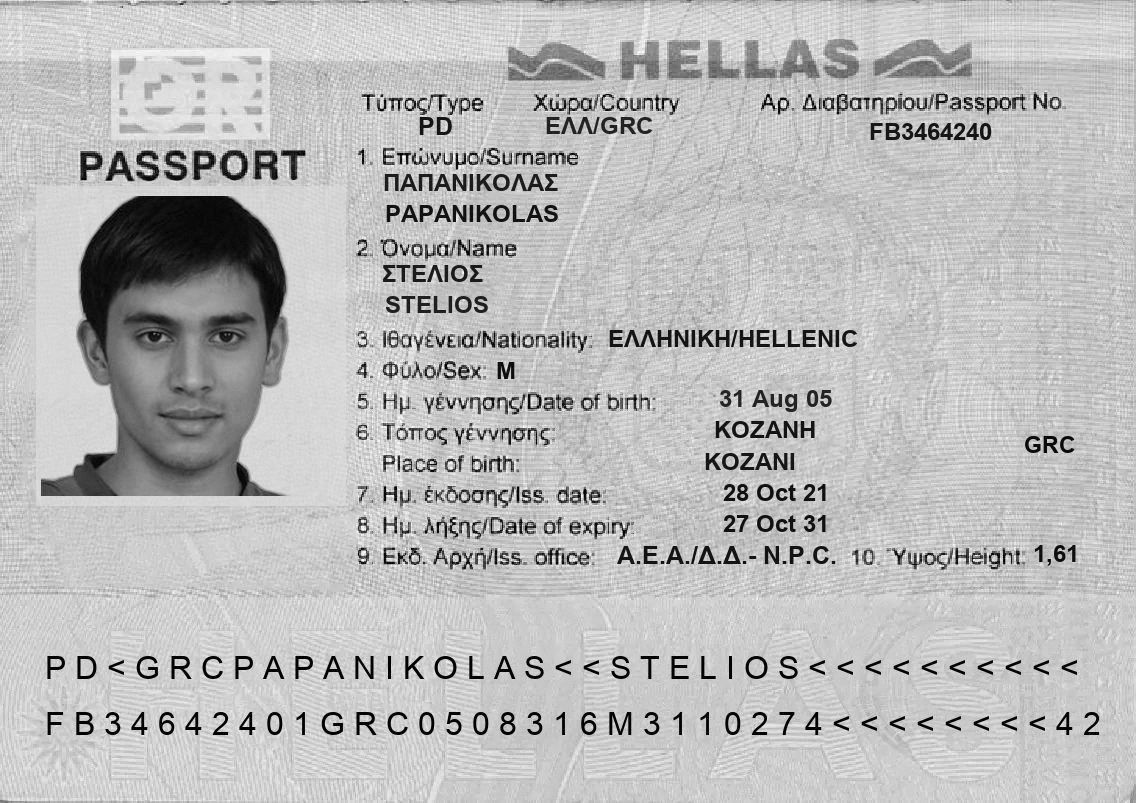 HELLAS
GR
PASSPORT
Τύπος/Type Χώρα/Country Αρ. Διαβατηρίου/Passport No.
PD ΕΛΛ/GRC FB3464240
1. Επώνυμο/Surname
ΠΑΠΑΝΙΚΟΛΑΣ
PAPANIKOLAS
2. Όνομα/Name
ΣΤΕΛΙΟΣ
STELIOS
3. Ιθαγένεια/Nationality: ΕΛΛΗΝΙΚΗ/HELLENIC
4. Φύλο/Sex: M
5. Ημ. γέννησης/Date of birth: 31 Aug 05
6. Τόπος γέννησης: ΚΟΖΑΝΗ
Place of birth: KOZANI GRC
7. Ημ. έκδοσης/Iss. date: 28 Oct 21
8. Ημ. λήξης/Date of expiry: 27 Oct 31
9 Εκδ. Αρχή/Iss. office: Α.Ε.Α./Δ.Δ.- N.P.C. 10. Ύψος/Height: 1,61
HELLAS
PD<GRCPAPANIKOLAS<<STELIOS<<<<<<<<<<
FB34642401GRC0508316M3110274<<<<<<<<42